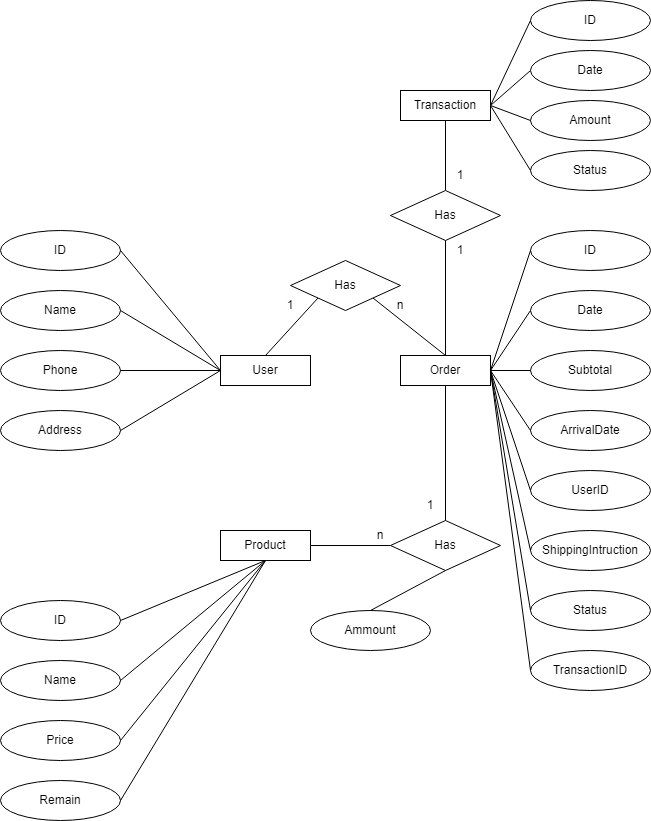 ID
Date
Transaction
Amount
Status
1
Has
1
ID
Name
Phone
Address
User
1
Has
n
Order
ID
Date
Subtotal
ArrivalDate
UserID
ShippingIntruction
Status
TransactionID
1
Product
n
Has
Ammount
ID
Name
Price
Remain